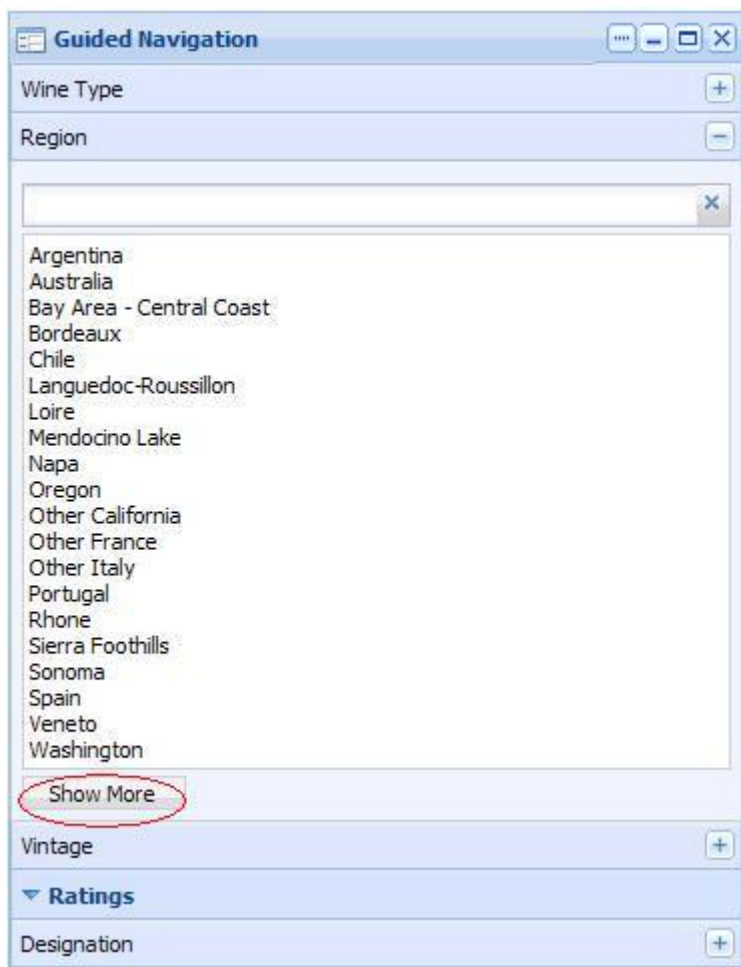 Guided Navigation
Wine Type
Region
Argentina
Australia
Bay Area - Central Coast
Bordeaux
Chile
Languedoc-Roussillon
Loire
Mendocino Lake
Napa
Oregon
Other California
Other France
Other Italy
Portugal
Rhone
Sierra Foothills
Sonoma
Spain
Veneto
Washington
Show More
Vintage
Ratings
Designation